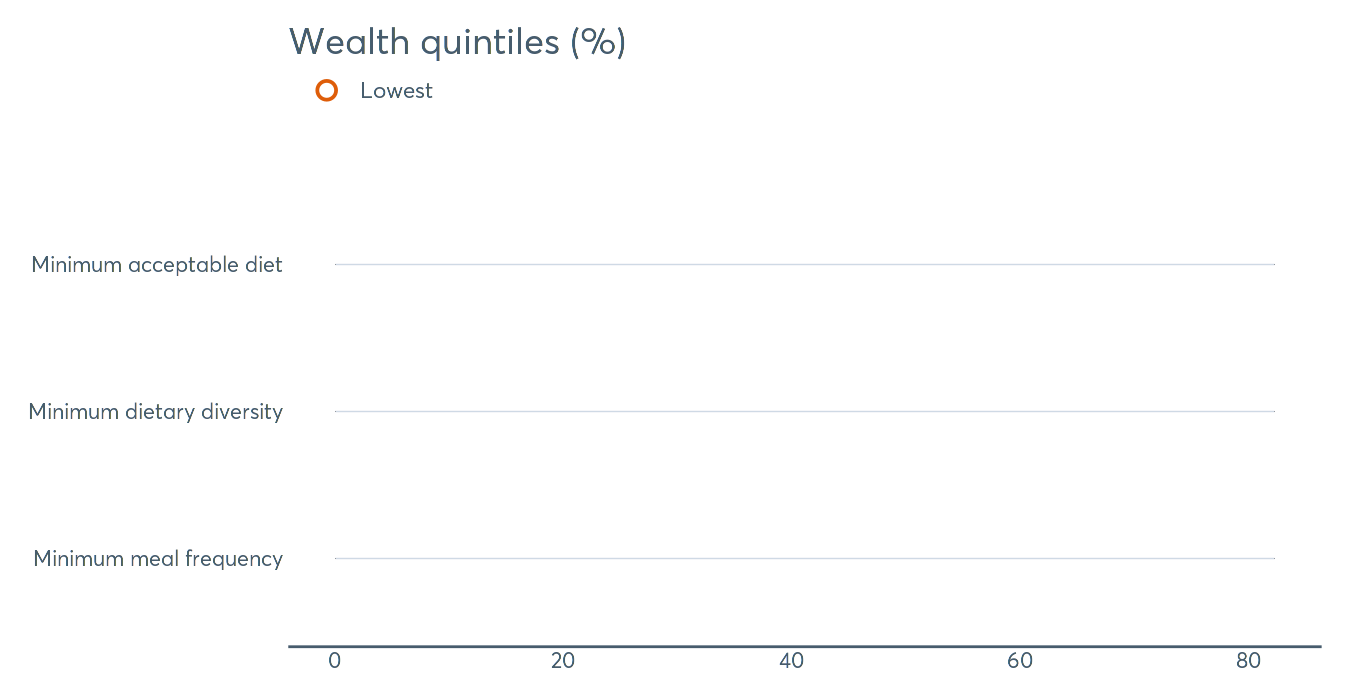 Wealth quintiles (%)
Lowest
Minimum acceptable diet
Minimum dietary diversity
Minimum meal frequency
0 20 40 60 80